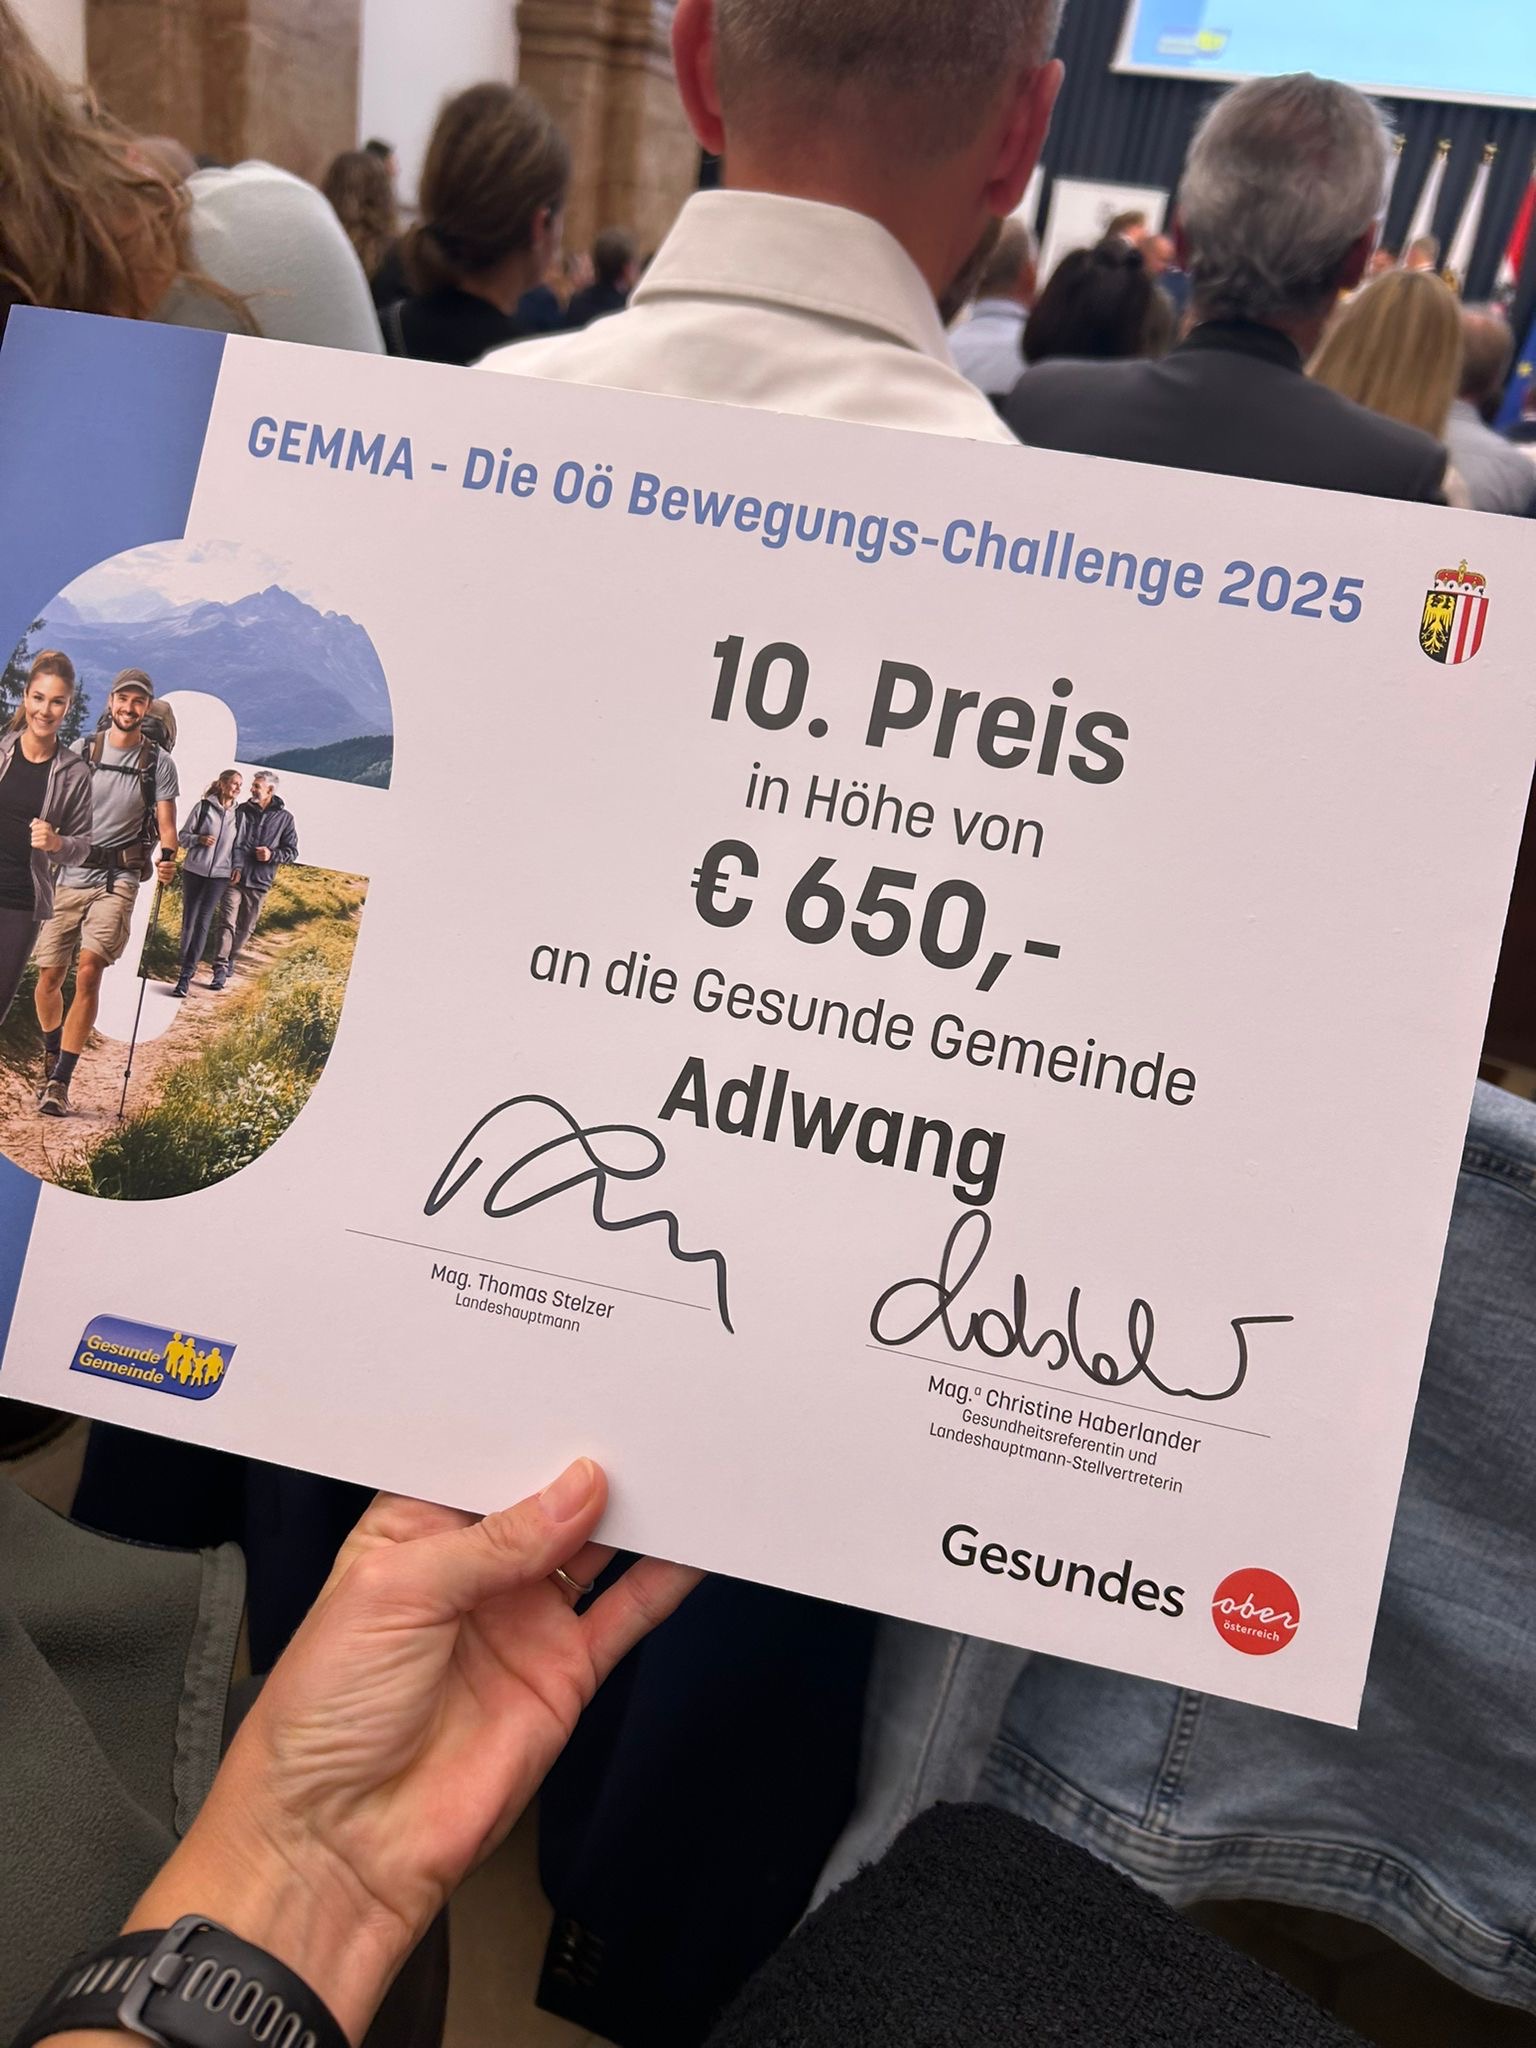 GEMMA - Die Oö Bewegungs-Challenge 2025
10. Preis
in Höhe von
€ 650,-
an die Gesunde Gemeinde
Adlwang
Mag. Thomas Stelzer
Landeshauptmann
Mag.ª Christine Haberlander
Gesundheitsreferentin und
Landeshauptmann-Stellvertreterin
Gesunde
Gemeinde
Gesundes
ober
österreich